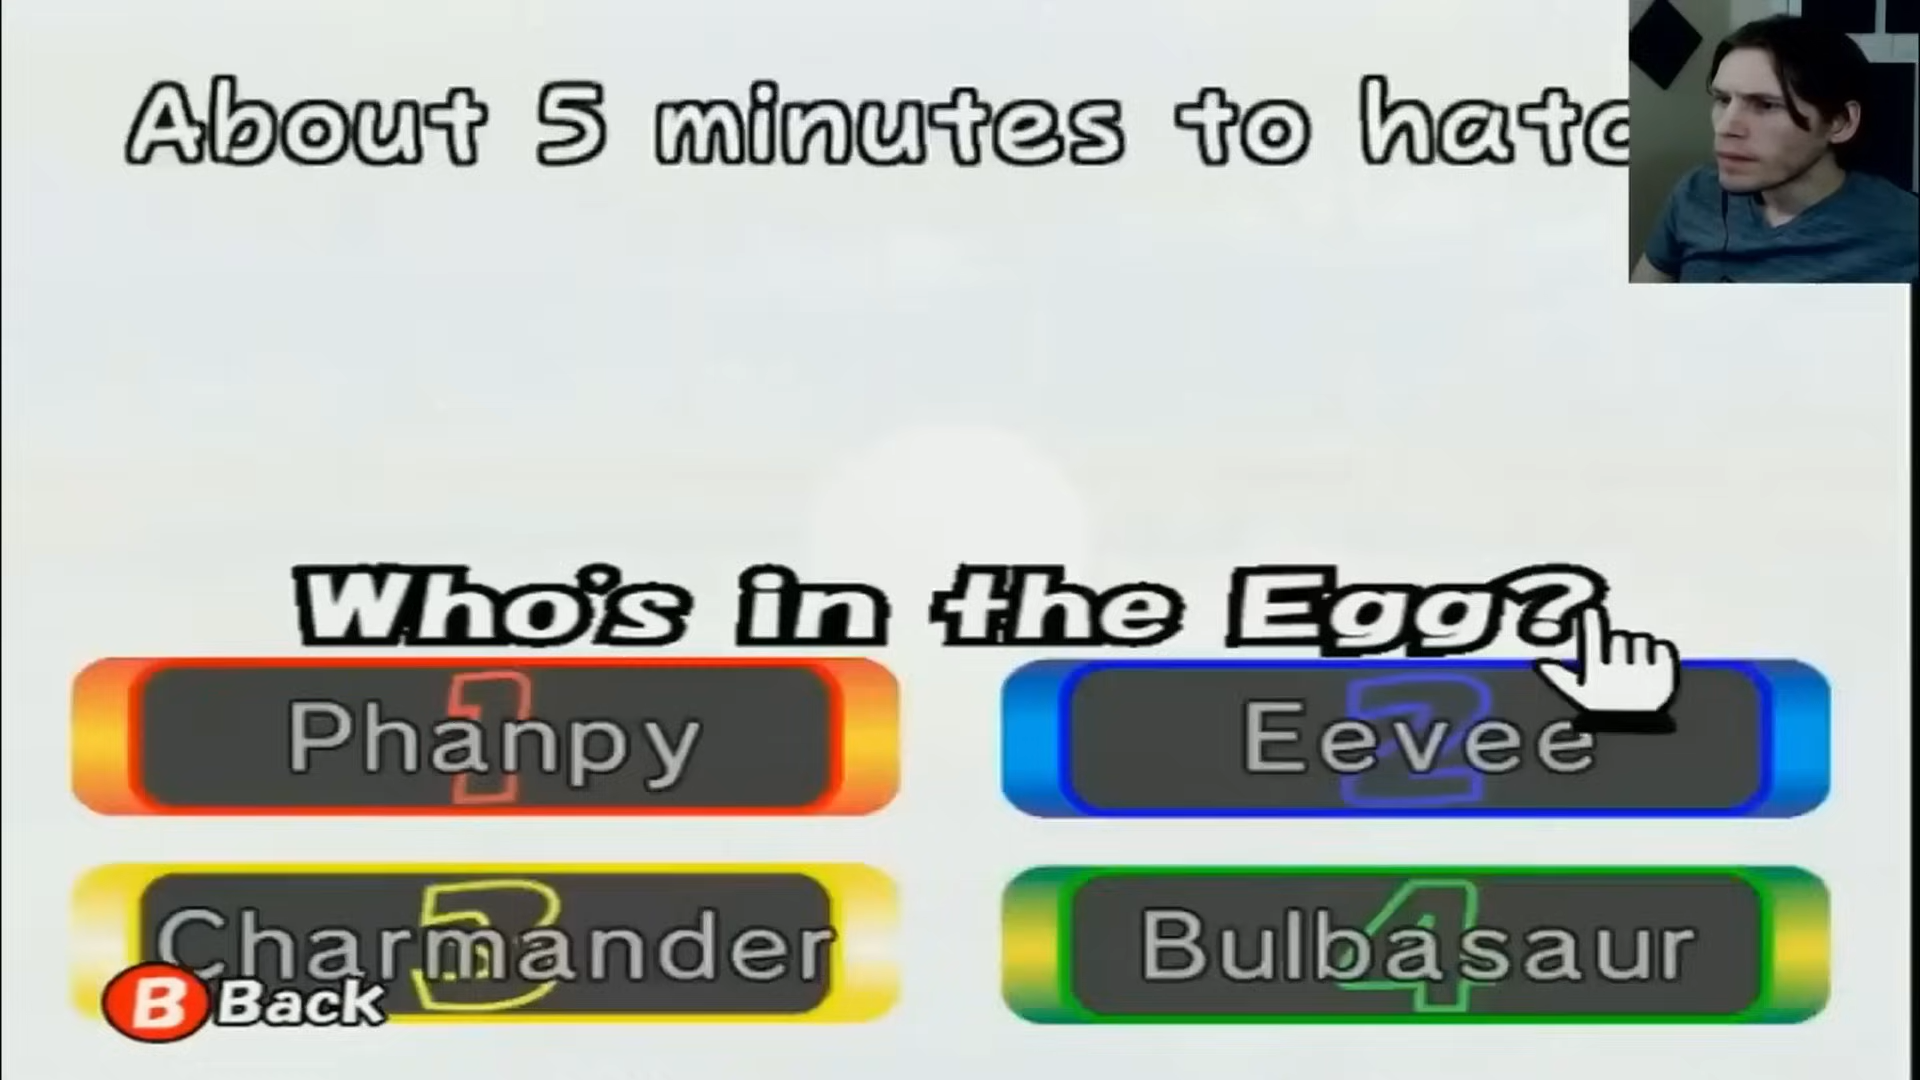 About 5 minutes to hatc
Who's in the Egg?
1 Phanpy
2 Eevee
3 Charmander
4 Bulbasaur
B Back